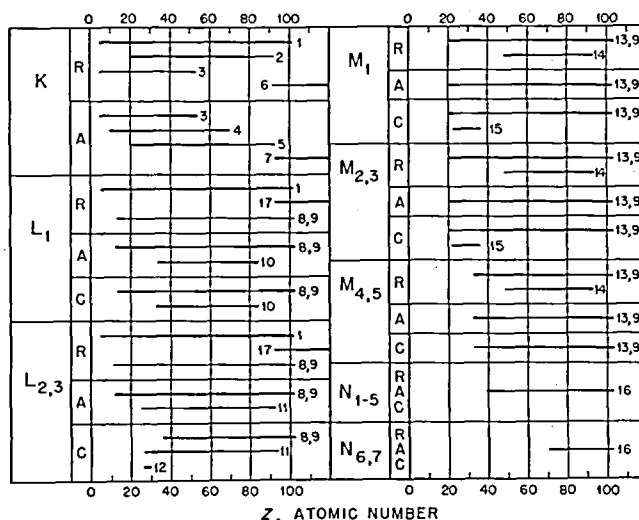 0 20 40 60 80 100
0 20 40 60 80 100
K
R
1
2
3
6
A
3
4
5
7
L1
R
1
17
8,9
A
8,9
10
C
8,9
10
L2,3
R
1
17
8,9
A
8,9
11
C
8,9
11
12
M1
R
13,9
14
A
13,9
C
13,9
15
M2,3
R
13,9
14
A
13,9
C
13,9
15
M4,5
R
13,9
14
A
13,9
C
13,9
N1-5
R
A
C
16
N6,7
R
A
C
16
0 20 40 60 80 100
0 20 40 60 80 100
Z, ATOMIC NUMBER